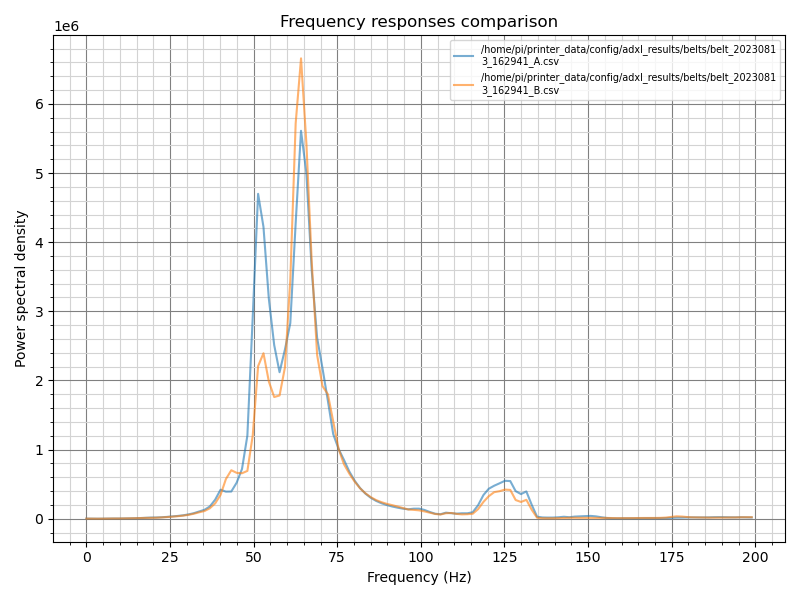 Frequency responses comparison
1e6
/home/pi/printer_data/config/adxl_results/belts/belt_2023081
3_162941_A.csv
/home/pi/printer_data/config/adxl_results/belts/belt_2023081
3_162941_B.csv
6
5
4
3
2
1
0
Power spectral density
0 25 50 75 100 125 150 175 200
Frequency (Hz)